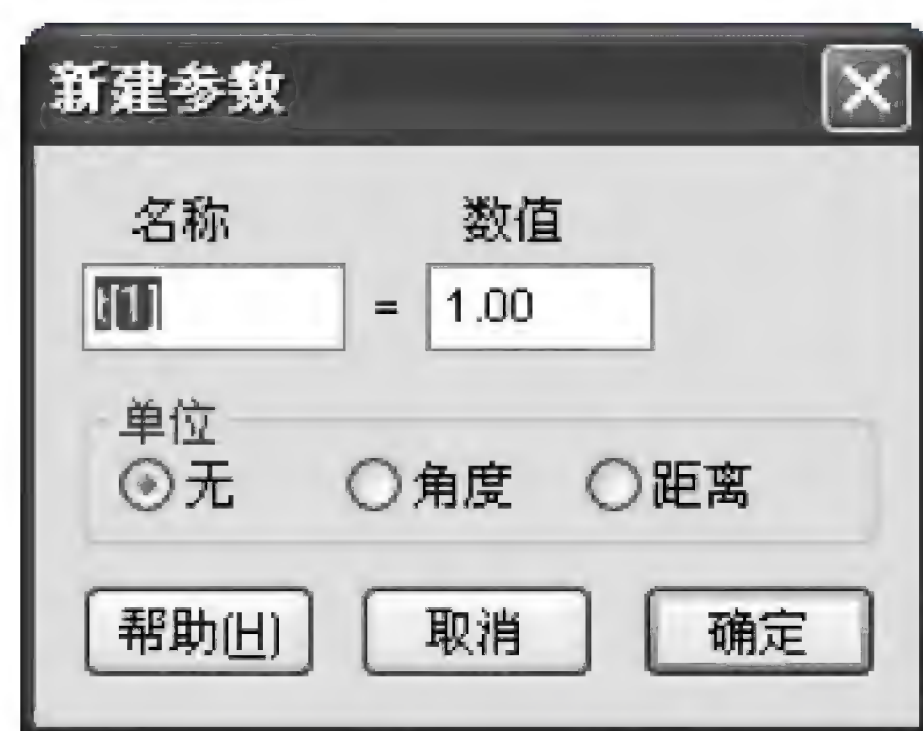 新建参数
名称 数值
t[1] = 1.00
单位
无 角度 距离
帮助(H) 取消 确定